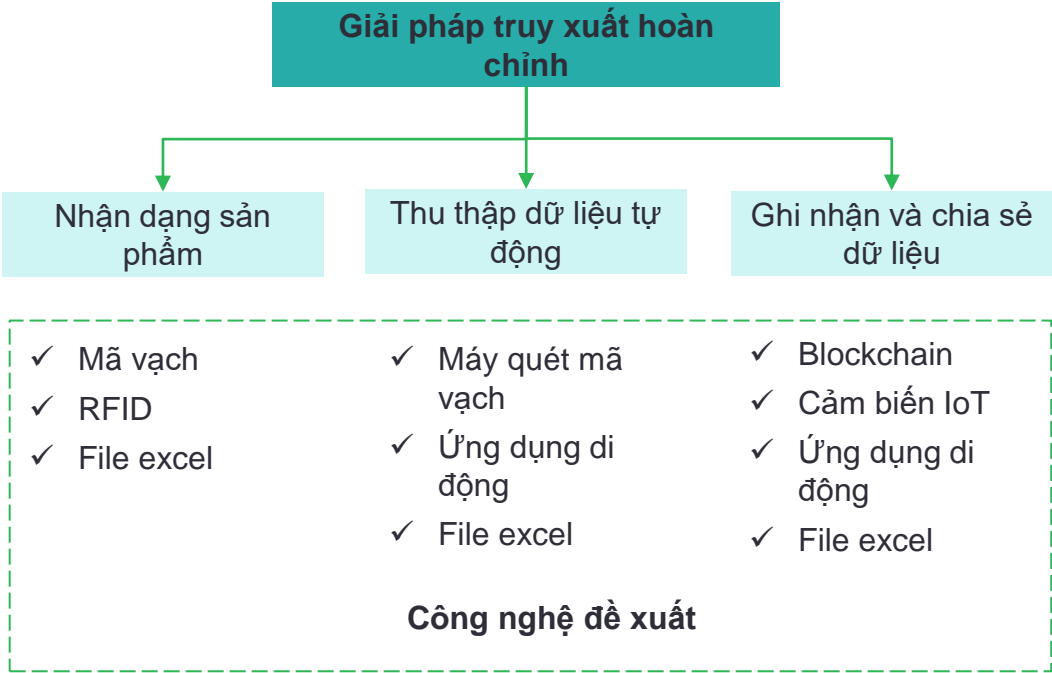 Giải pháp truy xuất hoàn
chỉnh
Nhận dạng sản
phẩm
Thu thập dữ liệu tự
động
Ghi nhận và chia sẻ
dữ liệu
✓ Mã vạch
✓ RFID
✓ File excel
✓ Máy quét mã
vạch
✓ Ứng dụng di
động
✓ File excel
✓ Blockchain
✓ Cảm biến IoT
✓ Ứng dụng di
động
✓ File excel
Công nghệ đề xuất